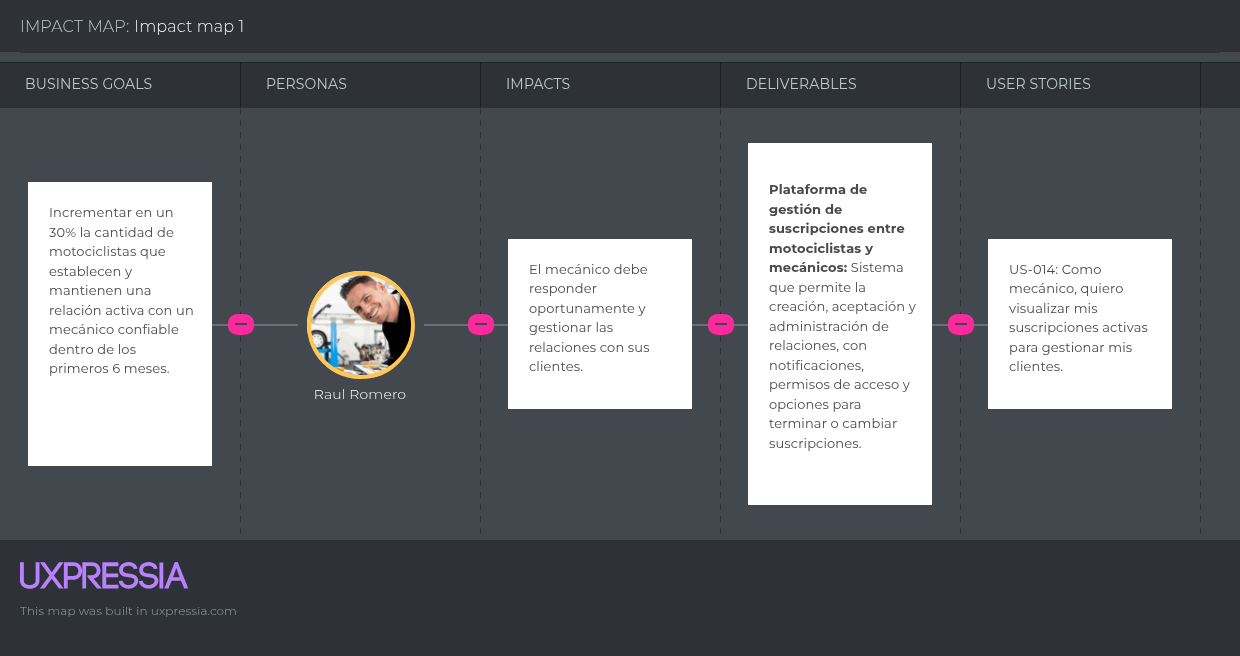 IMPACT MAP: Impact map 1
BUSINESS GOALS
PERSONAS
IMPACTS
DELIVERABLES
USER STORIES
Incrementar en un
30% la cantidad de
motociclistas que
establecen y
mantienen una
relación activa con un
mecánico confiable
dentro de los
primeros 6 meses.
Raul Romero
El mecánico debe
responder
oportunamente y
gestionar las
relaciones con sus
clientes.
Plataforma de
gestión de
suscripciones entre
motociclistas y
mecánicos: Sistema
que permite la
creación, aceptación y
administración de
relaciones, con
notificaciones,
permisos de acceso y
opciones para
terminar o cambiar
suscripciones.
US-014: Como
mecánico, quiero
visualizar mis
suscripciones activas
para gestionar mis
clientes.
UXPRESSIA
This map was built in uxpressia.com